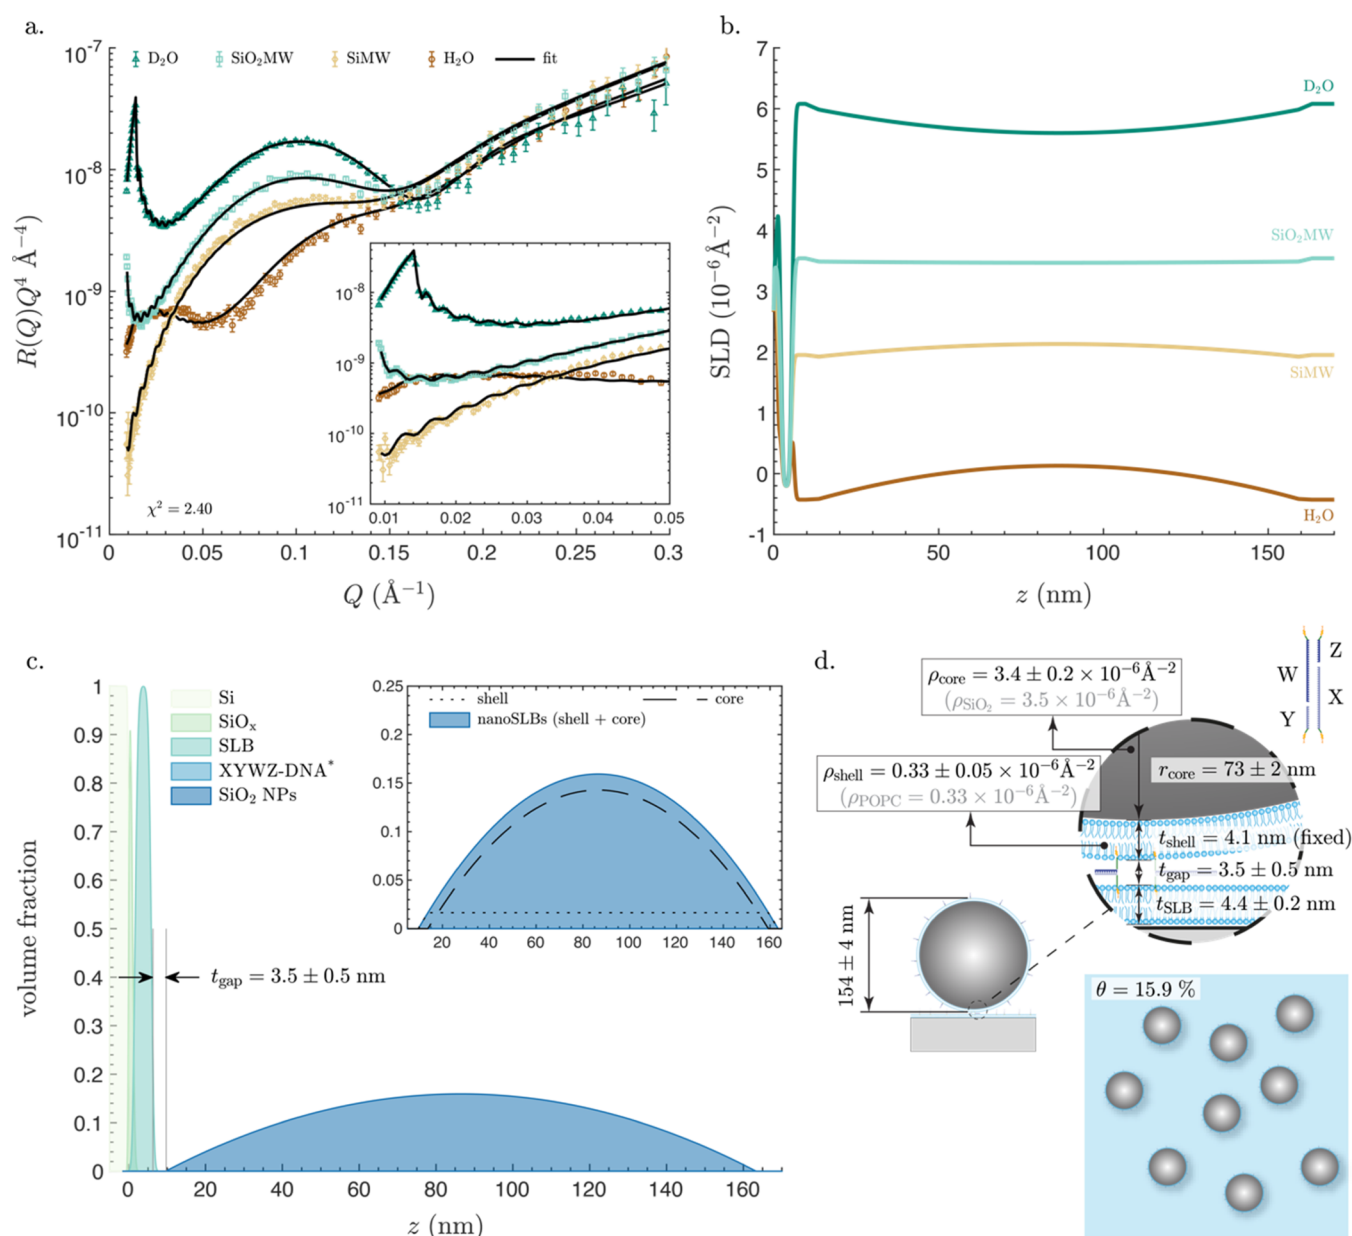 a.
D₂O SiO₂MW SiMW H₂O fit
10⁻⁷
10⁻⁸
10⁻⁹
10⁻¹⁰
10⁻¹¹
R(Q)Q⁴ Å⁻⁴
χ² = 2.40
0 0.05 0.1 0.15 0.2 0.25 0.3
Q (Å⁻¹)
10⁻⁸
10⁻⁹
10⁻¹⁰
10⁻¹¹
0.01 0.02 0.03 0.04 0.05
b.
7
6
5
4
3
2
1
0
-1
SLD (10⁻⁶Å⁻²)
D₂O
SiO₂MW
SiMW
H₂O
0 50 100 150
z (nm)
c.
1
0.9
0.8
0.7
0.6
0.5
0.4
0.3
0.2
0.1
0
volume fraction
Si
SiOₓ
SLB
XYWZ-DNA*
SiO₂ NPs
t_gap = 3.5 ± 0.5 nm
0 20 40 60 80 100 120 140 160
z (nm)
0.25
0.2
0.15
0.1
0.05
0
shell core
nanoSLBs (shell + core)
20 40 60 80 100 120 140 160
d.
ρ_core = 3.4 ± 0.2 × 10⁻⁶Å⁻²
(ρ_SiO₂ = 3.5 × 10⁻⁶Å⁻²)
ρ_shell = 0.33 ± 0.05 × 10⁻⁶Å⁻²
(ρ_POPC = 0.33 × 10⁻⁶Å⁻²)
Z
W
X
Y
r_core = 73 ± 2 nm
t_shell = 4.1 nm (fixed)
t_gap = 3.5 ± 0.5 nm
t_SLB = 4.4 ± 0.2 nm
154 ± 4 nm
θ = 15.9 %